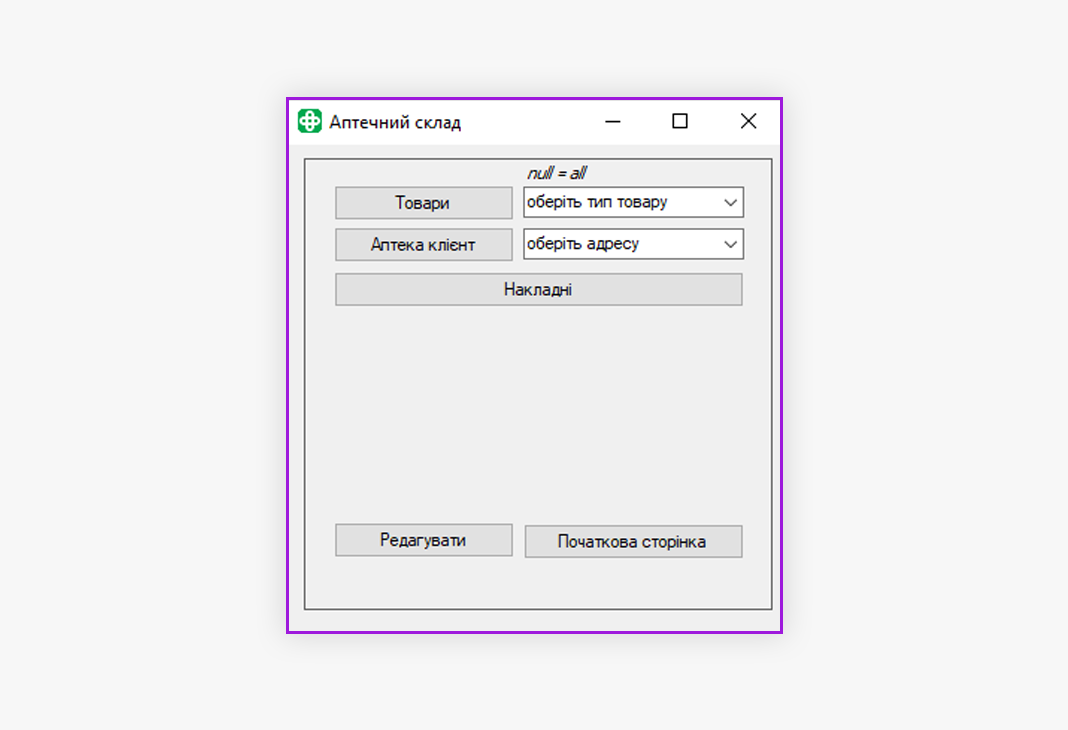 Аптечний склад
null = all
Товари
оберіть тип товару
Аптека клієнт
оберіть адресу
Накладні
Редагувати
Початкова сторінка